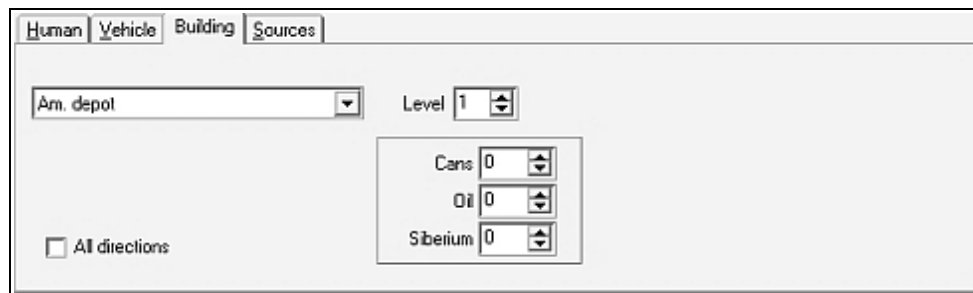 Human Vehicle Building Sources
Am. depot Level 1
Cans 0
Oil 0
Siberium 0
All directions